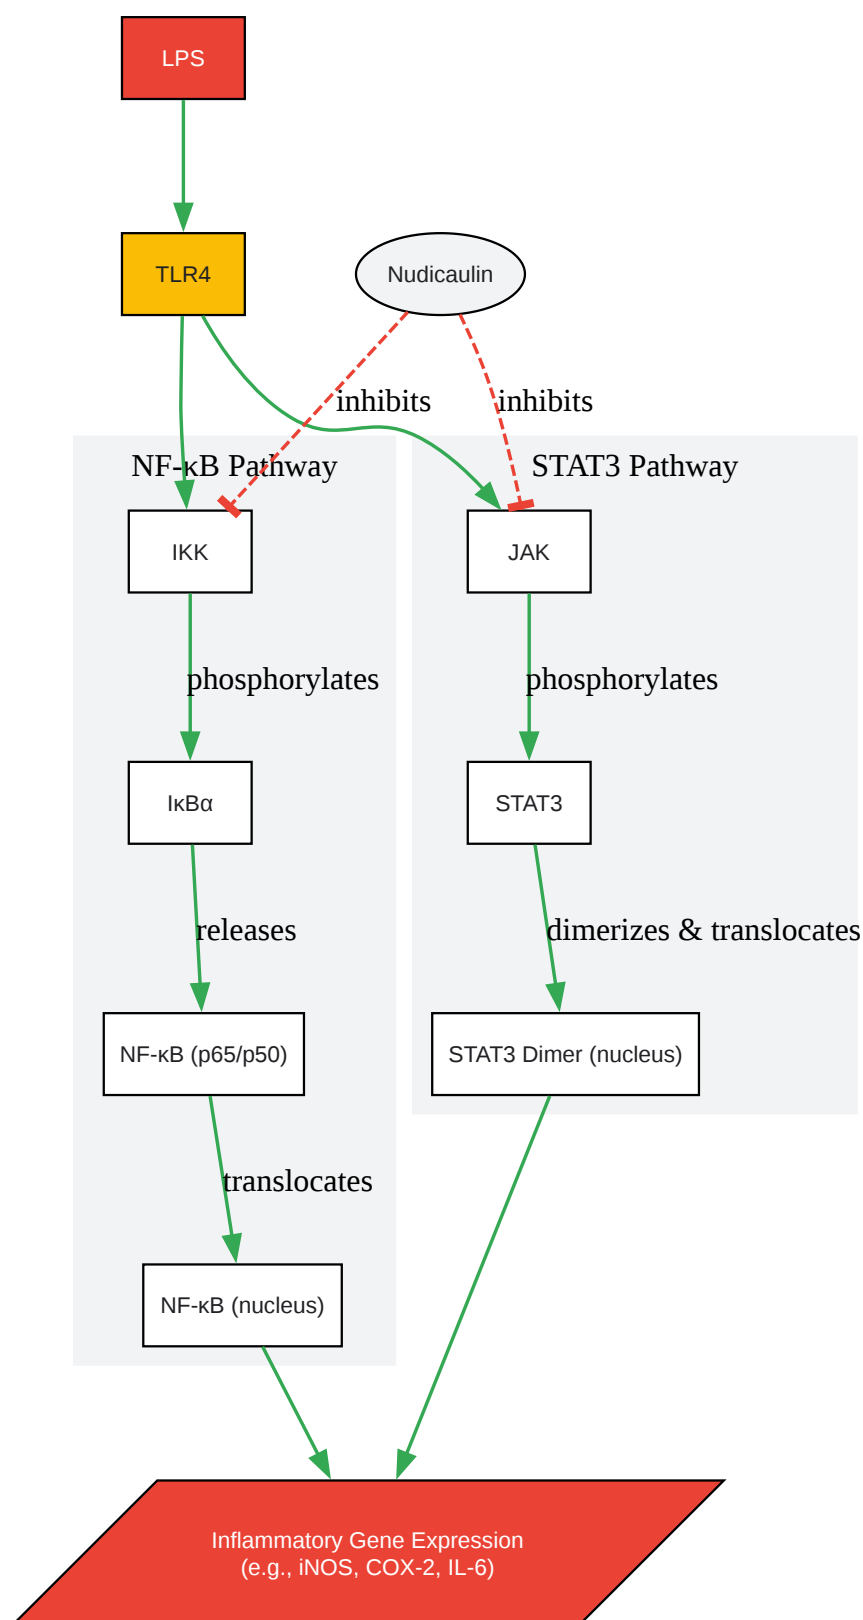 LPS
TLR4
Nudicaulin
inhibits
inhibits
NF-κB Pathway
STAT3 Pathway
IKK
JAK
phosphorylates
phosphorylates
IκBα
STAT3
releases
dimerizes & translocates
NF-κB (p65/p50)
STAT3 Dimer (nucleus)
translocates
NF-κB (nucleus)
Inflammatory Gene Expression
(e.g., iNOS, COX-2, IL-6)